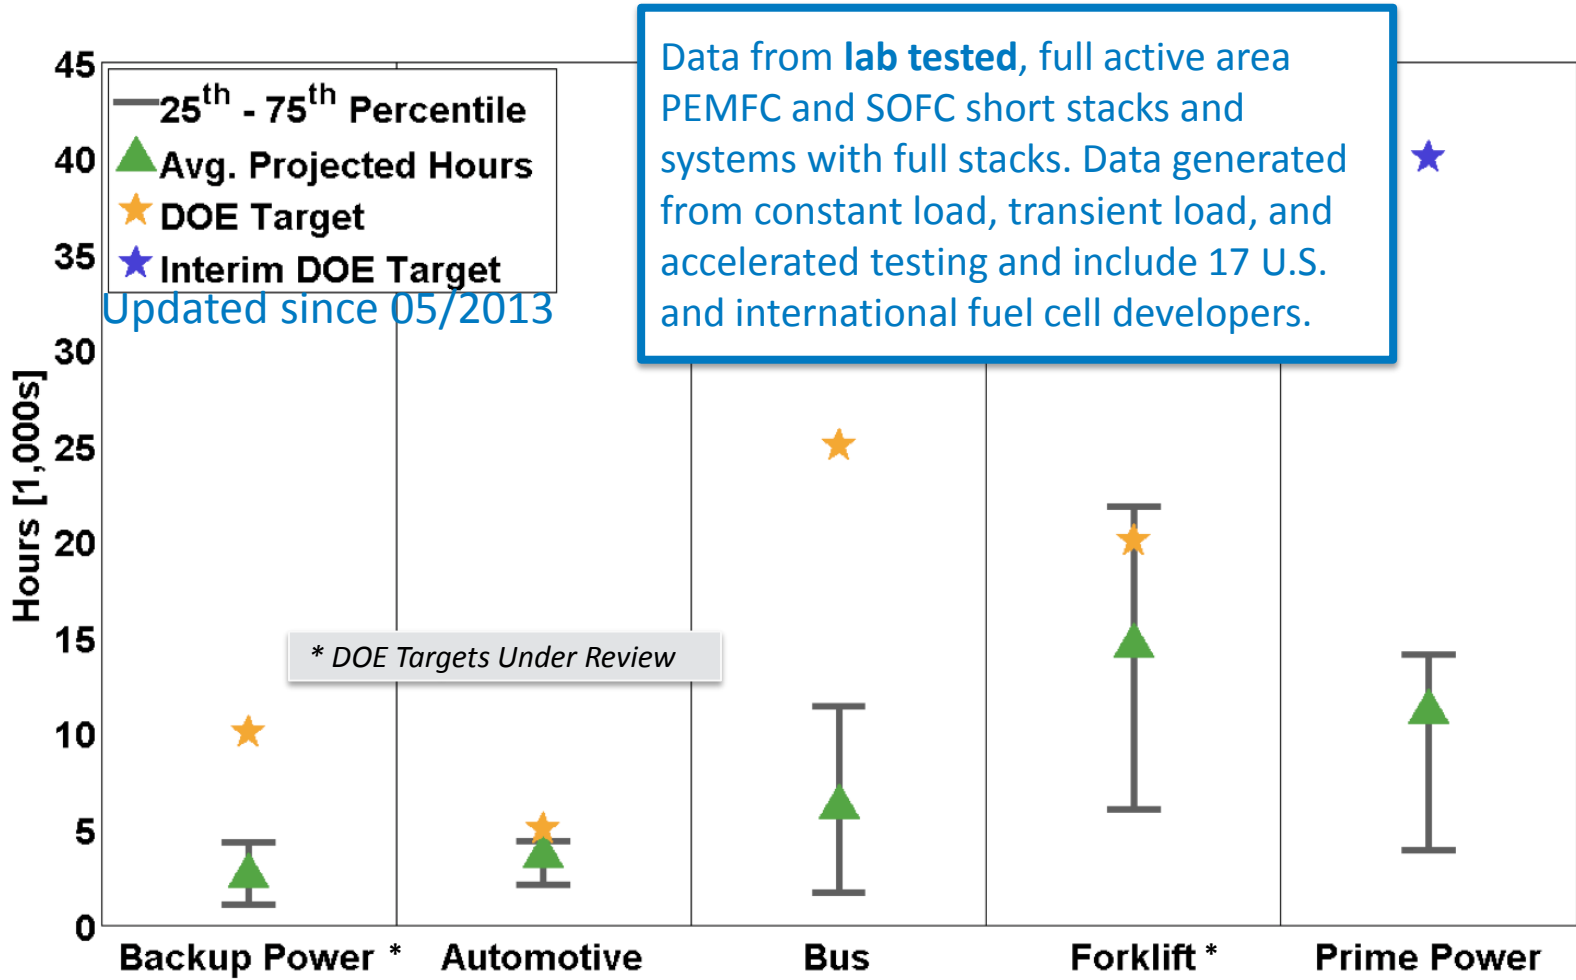 Data from lab tested, full active area
PEMFC and SOFC short stacks and
systems with full stacks. Data generated
from constant load, transient load, and
accelerated testing and include 17 U.S.
and international fuel cell developers.
25th - 75th Percentile
Avg. Projected Hours
DOE Target
Interim DOE Target
Updated since 05/2013
Hours [1,000s]
45
40
35
30
25
20
15
10
5
0
* DOE Targets Under Review
Backup Power * Automotive Bus Forklift * Prime Power